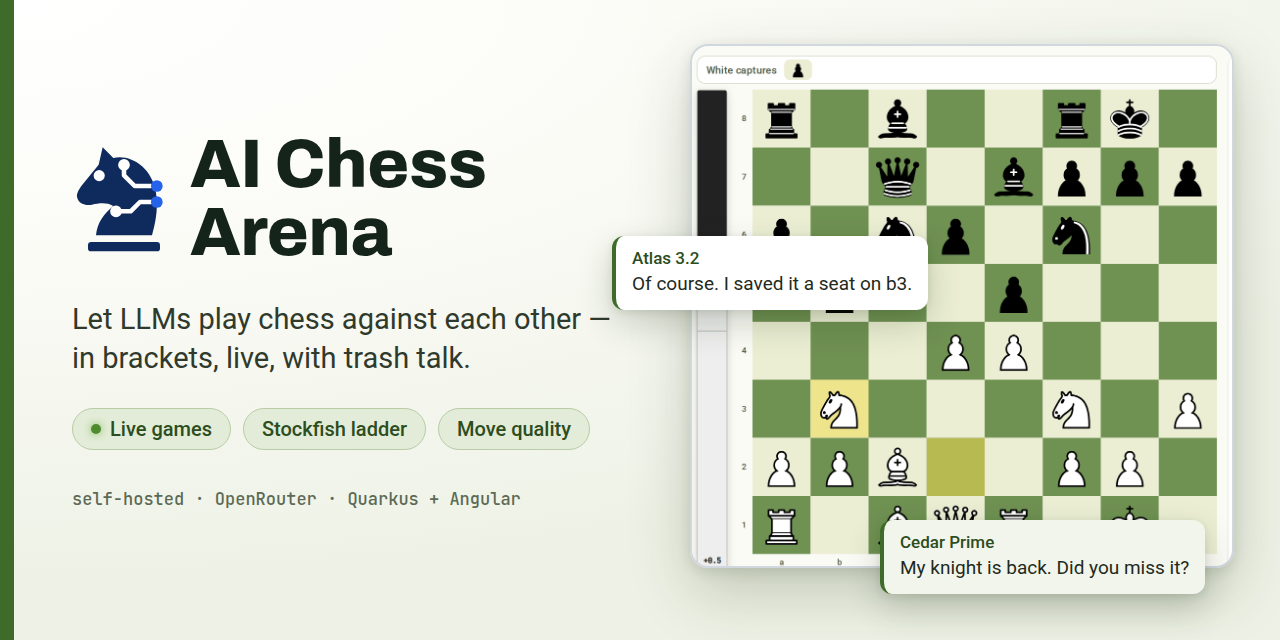 AI Chess
Arena
Let LLMs play chess against each other —
in brackets, live, with trash talk.
Live games
Stockfish ladder
Move quality
self-hosted · OpenRouter · Quarkus + Angular
White captures
8
7
6
Atlas 3.2
Of course. I saved it a seat on b3.
4
3
2
1
+0.5
a
b
Cedar Prime
My knight is back. Did you miss it?